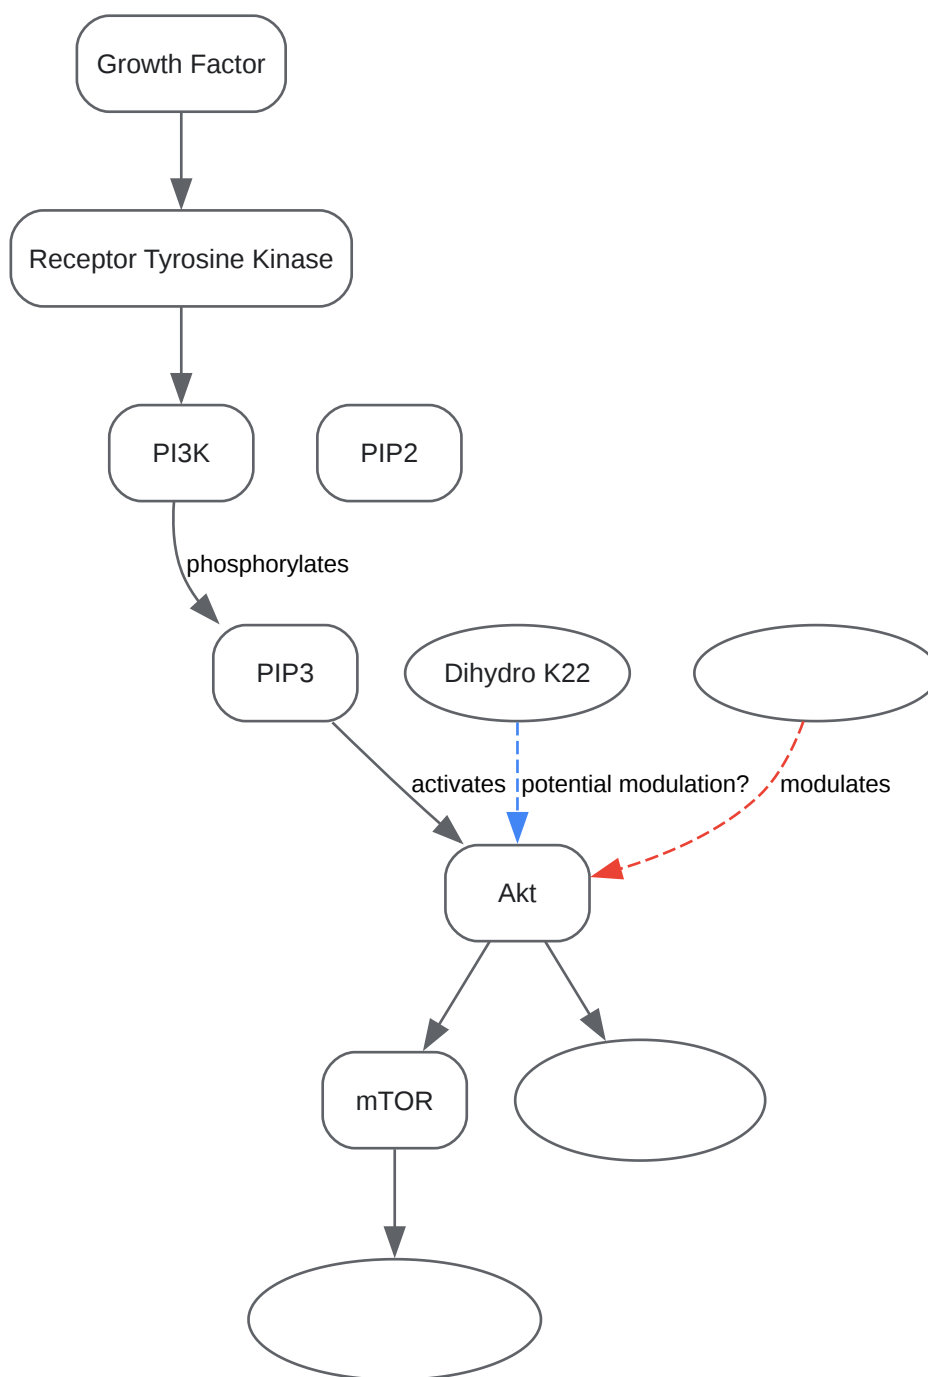 Growth Factor
Receptor Tyrosine Kinase
PI3K
PIP2
phosphorylates
PIP3
Dihydro K22
activates
potential modulation?
modulates
Akt
mTOR